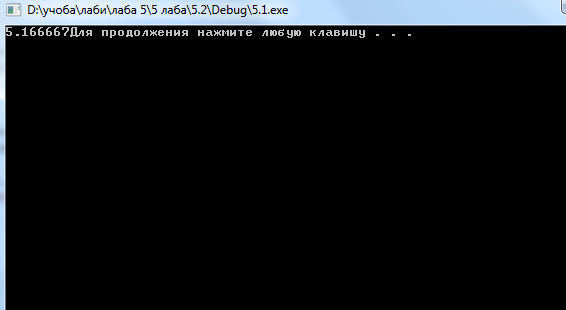 D:\учоба\лаби\лаба 5\5 лаба\5.2\Debug\5.1.exe
5.166667Для продолжения нажмите любую клавишу . . .